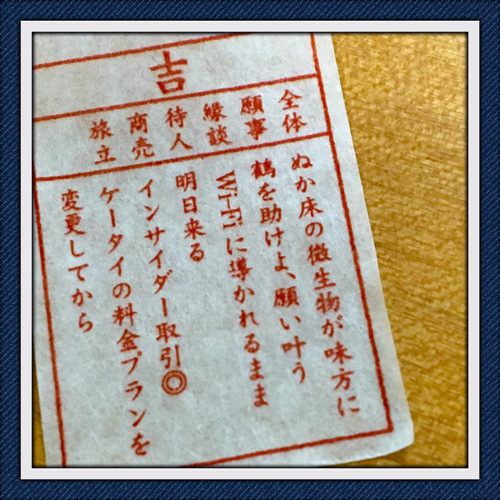 吉
全体
願事
縁談
待人
商売
旅立
ぬか床の微生物が味方に
鶴を助けよ、願い叶う
Wi-Fiに導かれるまま
明日来る
インサイダー取引◎
ケータイの料金プランを
変更してから